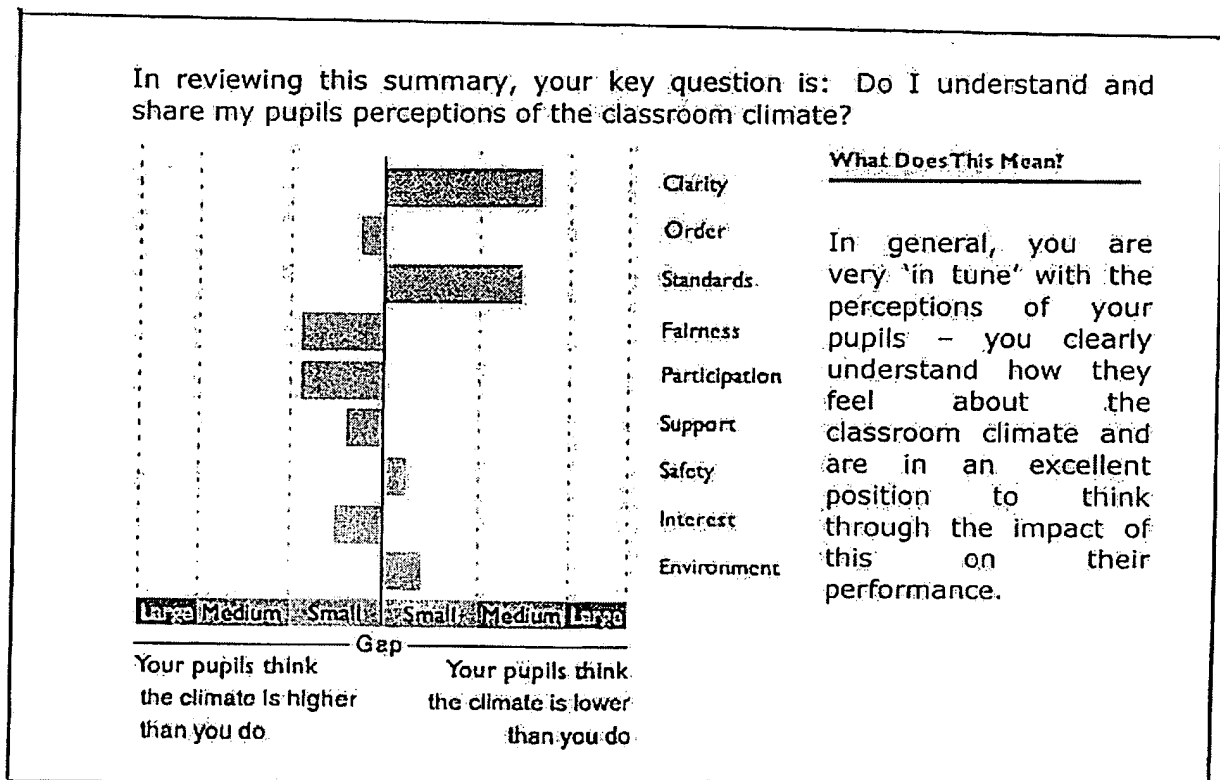 In reviewing this summary, your key question is: Do I understand and
share my pupils perceptions of the classroom climate?
What Does This Mean?
Clarity
Order
Standards
Fairness
Participation
Support
Safety
Interest
Environment
In general, you are
very 'in tune' with the
perceptions of your
pupils – you clearly
understand how they
feel about the
classroom climate and
are in an excellent
position to think
through the impact of
this on their
performance.
Large Medium Small Small Medium Large
Gap
Your pupils think
the climate is higher
than you do
Your pupils think
the climate is lower
than you do